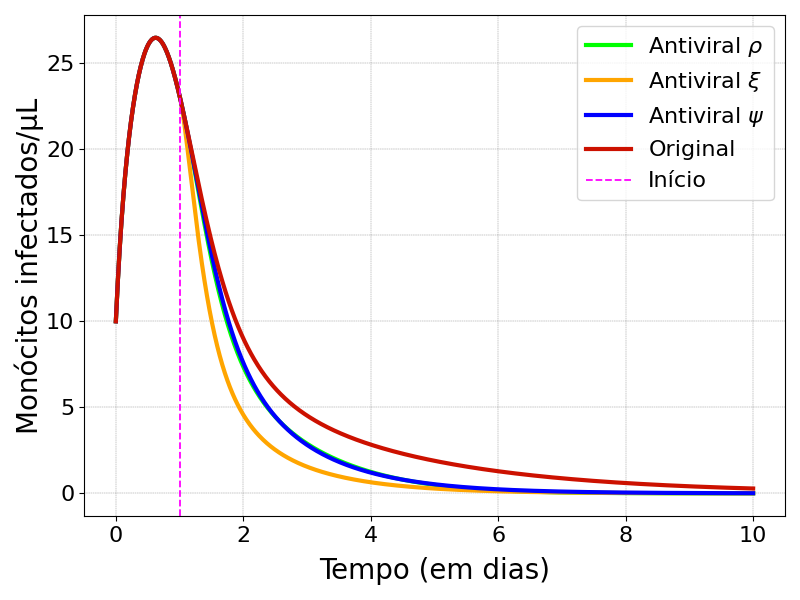 Antiviral ρ
Antiviral ξ
Antiviral ψ
Original
Início
Monócitos infectados/μL
25
20
15
10
5
0
0 2 4 6 8 10
Tempo (em dias)